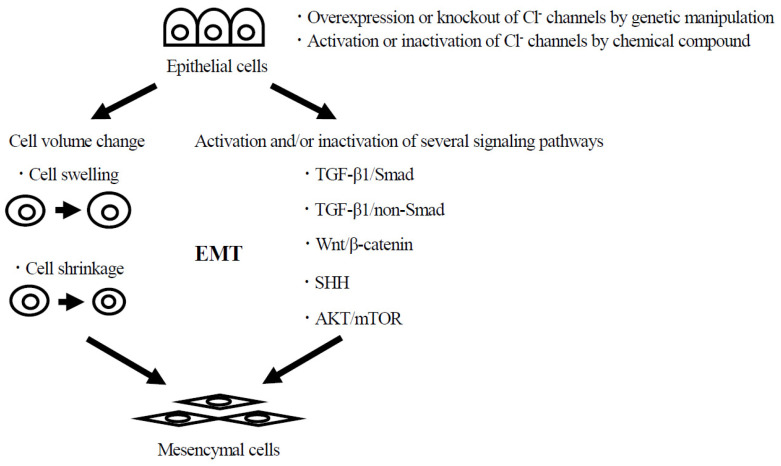 ・Overexpression or knockout of Cl- channels by genetic manipulation
・Activation or inactivation of Cl- channels by chemical compound
Epithelial cells
Cell volume change
・Cell swelling
・Cell shrinkage
Activation and/or inactivation of several signaling pathways
・TGF-β1/Smad
・TGF-β1/non-Smad
・Wnt/β-catenin
・SHH
・AKT/mTOR
EMT
Mesencymal cells